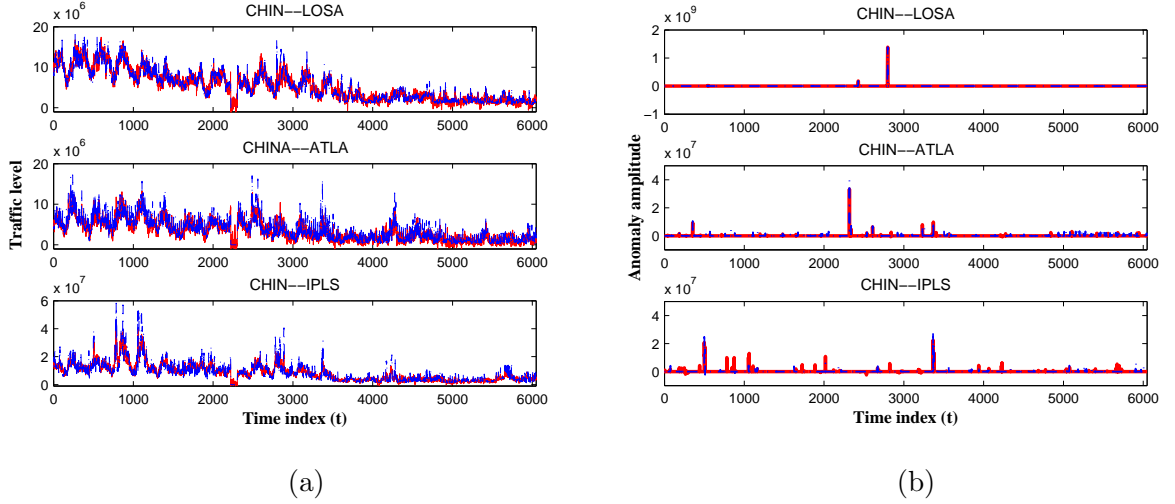 CHIN−−LOSA
x 10^6
20
10
0
0 1000 2000 3000 4000 5000 6000
CHINA−−ATLA
x 10^6
20
10
0
0 1000 2000 3000 4000 5000 6000
Traffic level
CHIN−−IPLS
x 10^7
6
4
2
0
0 1000 2000 3000 4000 5000 6000
Time index (t)
(a)
CHIN−−LOSA
x 10^9
2
1
0
−1
0 1000 2000 3000 4000 5000 6000
CHIN−−ATLA
x 10^7
4
2
0
0 1000 2000 3000 4000 5000 6000
Anomaly amplitude
CHIN−−IPLS
x 10^7
4
2
0
0 1000 2000 3000 4000 5000 6000
Time index (t)
(b)